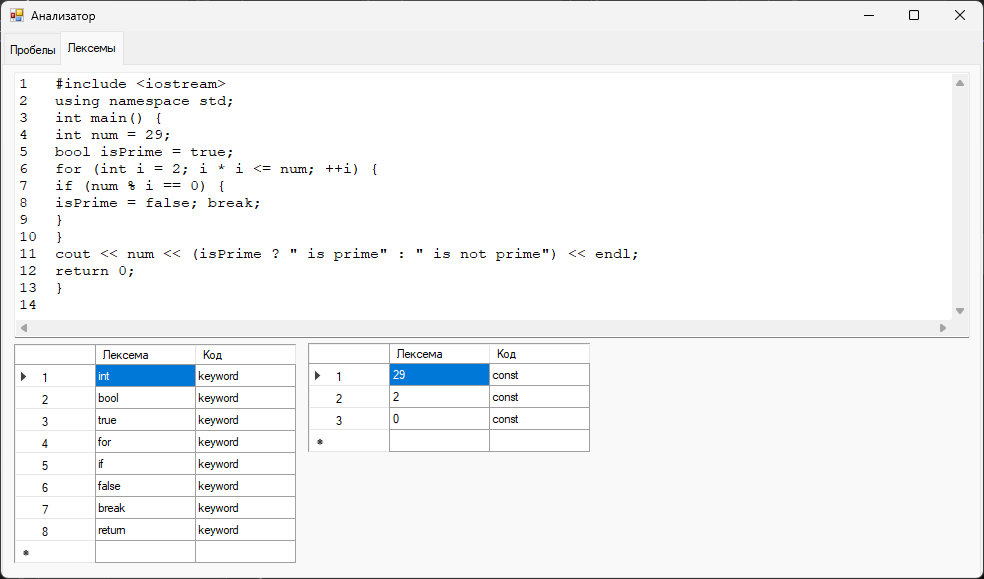 Анализатор
Пробелы Лексемы
1 #include <iostream>
2 using namespace std;
3 int main() {
4 int num = 29;
5 bool isPrime = true;
6 for (int i = 2; i * i <= num; ++i) {
7 if (num % i == 0) {
8 isPrime = false; break;
9 }
10 }
11 cout << num << (isPrime ? " is prime" : " is not prime") << endl;
12 return 0;
13 }
14
Лексема Код
1 int keyword
2 bool keyword
3 true keyword
4 for keyword
5 if keyword
6 false keyword
7 break keyword
8 return keyword
Лексема Код
1 29 const
2 2 const
3 0 const